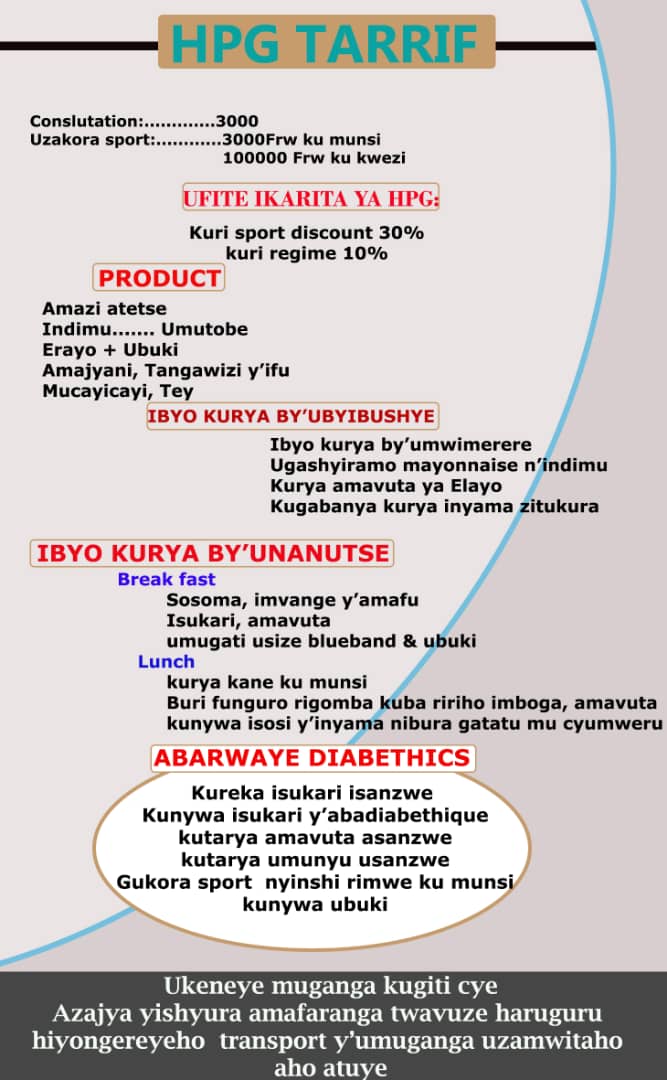 HPG TARRIF
Conslutation:.............3000
Uzakora sport:............3000Frw ku munsi
100000 Frw ku kwezi
UFITE IKARITA YA HPG:
Kuri sport discount 30%
kuri regime 10%
PRODUCT
Amazi atetse
Indimu....... Umutobe
Erayo + Ubuki
Amajyani, Tangawizi y’ifu
Mucayicayi, Tey
IBYO KURYA BY’UBYIBUSHYE
Ibyo kurya by’umwimerere
Ugashyiramo mayonnaise n’indimu
Kurya amavuta ya Elayo
Kugabanya kurya inyama zitukura
IBYO KURYA BY’UNANUTSE
Break fast
Sosoma, imvange y’amafu
Isukari, amavuta
umugati usize blueband & ubuki
Lunch
kurya kane ku munsi
Buri funguro rigomba kuba ririho imboga, amavuta
kunywa isosi y’inyama nibura gatatu mu cyumweru
ABARWAYE DIABETHICS
Kureka isukari isanzwe
Kunywa isukari y’abadiabethique
kutarya amavuta asanzwe
kutarya umunyu usanzwe
Gukora sport nyinshi rimwe ku munsi
kunywa ubuki
Ukeneye muganga kugiti cye
Azajya yishyura amafaranga twavuze haruguru
hiyongereyeho transport y’umuganga uzamwitaho
aho atuye